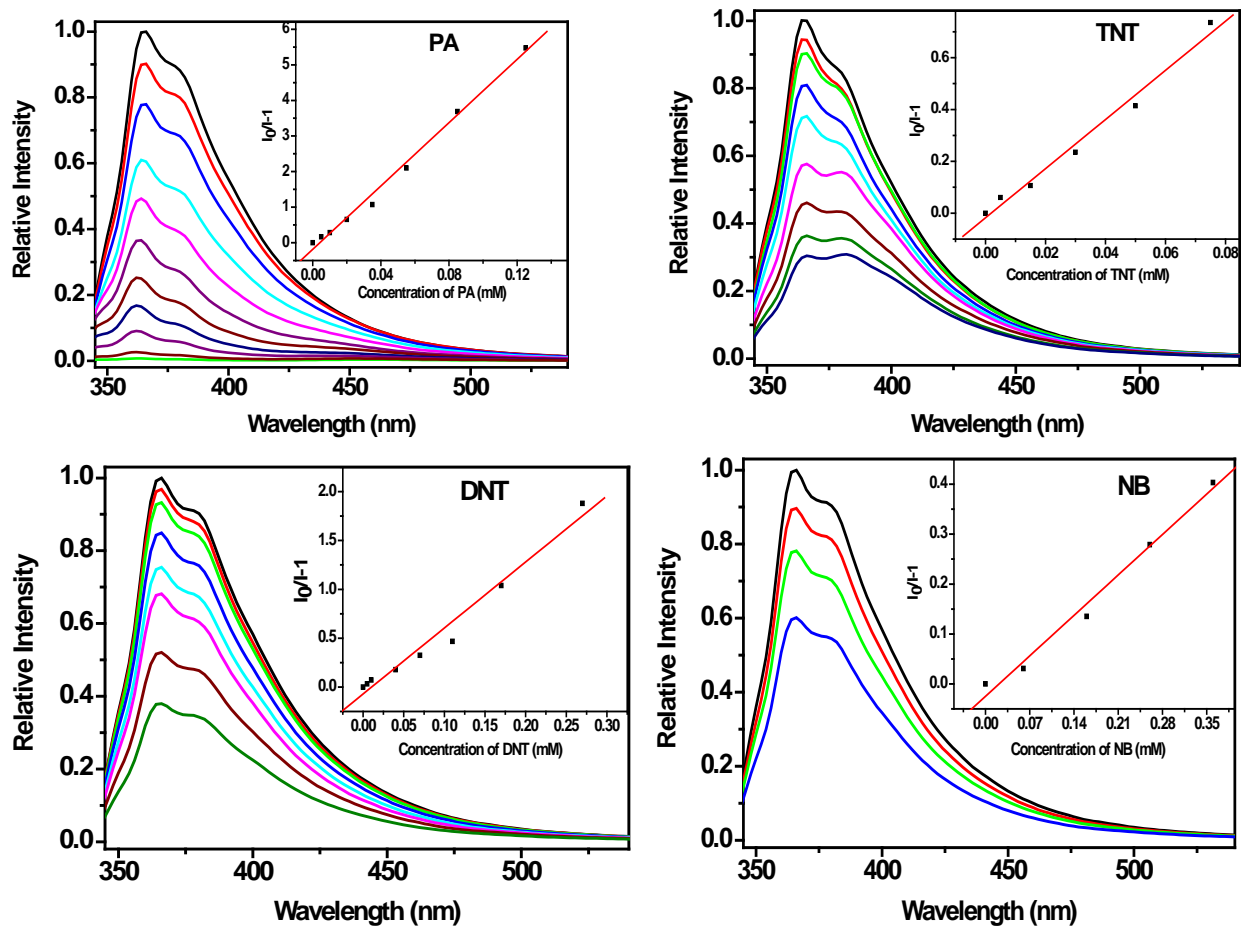 PA
I0/I-1
6
5
4
3
2
1
0
0.00 0.04 0.08 0.12
Concentration of PA (mM)
Relative Intensity
1.0
0.8
0.6
0.4
0.2
0.0
350 400 450 500
Wavelength (nm)
TNT
I0/I-1
0.6
0.4
0.2
0.0
0.00 0.02 0.04 0.06 0.08
Concentration of TNT (mM)
Relative Intensity
1.0
0.8
0.6
0.4
0.2
0.0
350 400 450 500
Wavelength (nm)
DNT
I0/I-1
2.0
1.5
1.0
0.5
0.0
0.00 0.05 0.10 0.15 0.20 0.25 0.30
Concentration of DNT (mM)
Relative Intensity
1.0
0.8
0.6
0.4
0.2
0.0
350 400 450 500
Wavelength (nm)
NB
I0/I-1
0.4
0.3
0.2
0.1
0.0
0.00 0.07 0.14 0.21 0.28 0.35
Concentration of NB (mM)
Relative Intensity
1.0
0.8
0.6
0.4
0.2
0.0
350 400 450 500
Wavelength (nm)